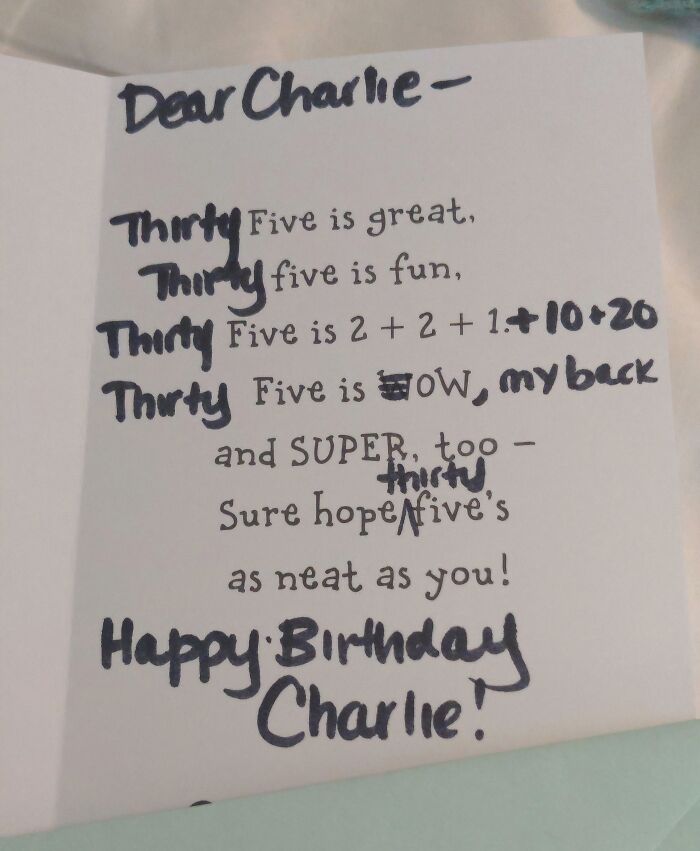 Dear Charlie –
Thirty Five is great,
Thirty five is fun,
Thirty Five is 2 + 2 + 1.+10+20
Thirty Five is OW, my back
and SUPER, too –
Sure hope thirty five's
as neat as you!
Happy Birthday
Charlie!